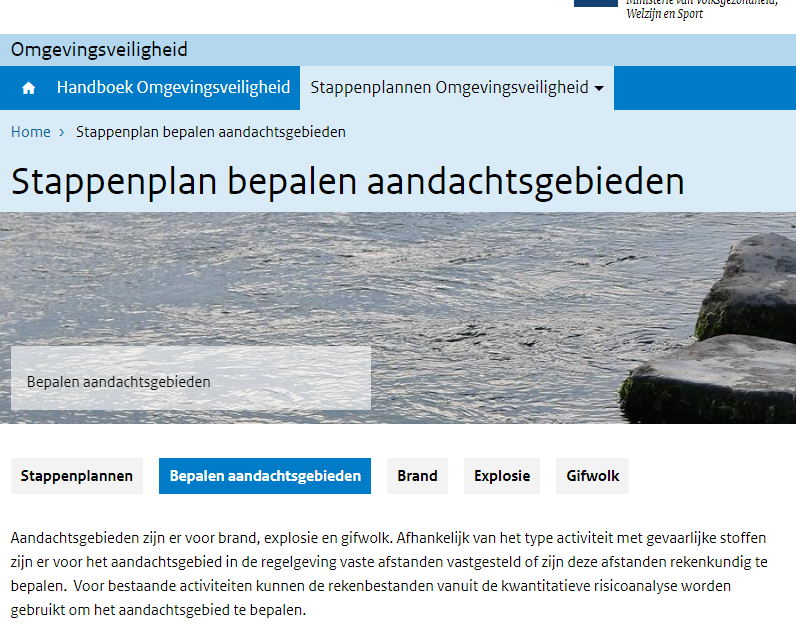 Ministerie van Volksgezondheid,
Welzijn en Sport
Omgevingsveiligheid
Handboek Omgevingsveiligheid
Stappenplannen Omgevingsveiligheid
Home › Stappenplan bepalen aandachtsgebieden
Stappenplan bepalen aandachtsgebieden
Bepalen aandachtsgebieden
Stappenplannen
Bepalen aandachtsgebieden
Brand
Explosie
Gifwolk
Aandachtsgebieden zijn er voor brand, explosie en gifwolk. Afhankelijk van het type activiteit met gevaarlijke stoffen
zijn er voor het aandachtsgebied in de regelgeving vaste afstanden vastgesteld of zijn deze afstanden rekenkundig te
bepalen. Voor bestaande activiteiten kunnen de rekenbestanden vanuit de kwantitatieve risicoanalyse worden
gebruikt om het aandachtsgebied te bepalen.